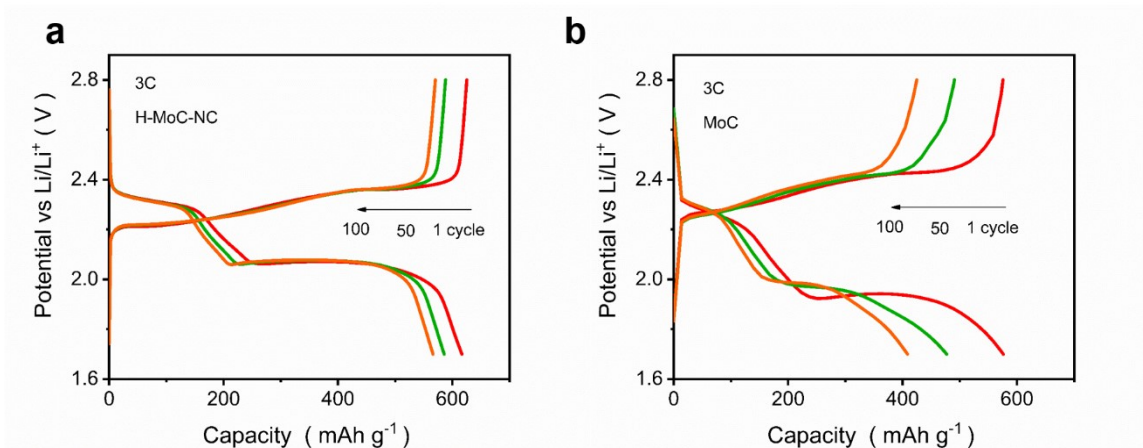 a
3C
H-MoC-NC
100 50 1 cycle
2.8
2.4
2.0
1.6
Potential vs Li/Li⁺ ( V )
0 200 400 600
Capacity ( mAh g⁻¹ )
b
3C
MoC
100 50 1 cycle
2.8
2.4
2.0
1.6
Potential vs Li/Li⁺ ( V )
0 200 400 600
Capacity ( mAh g⁻¹ )